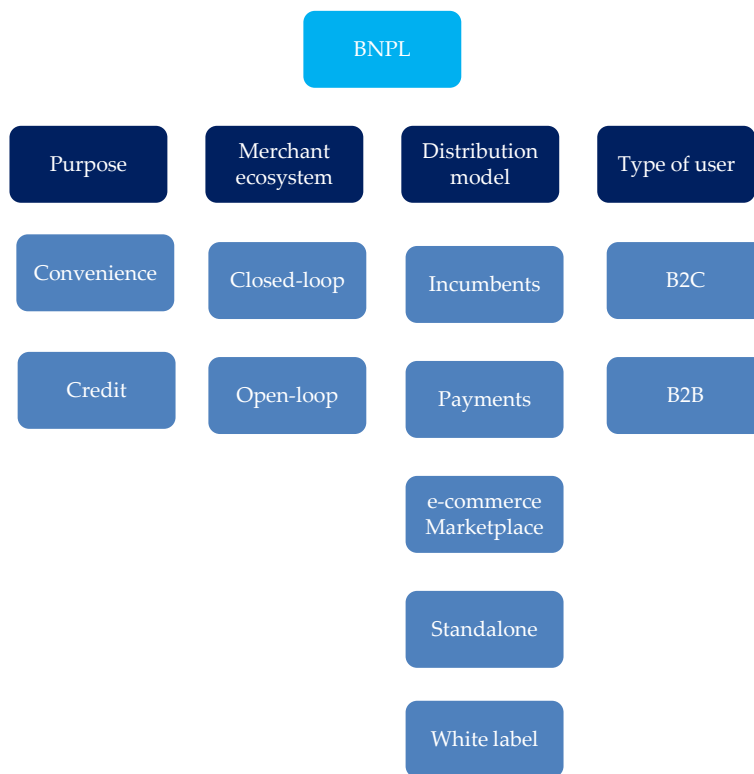 BNPL
Purpose
Merchant
ecosystem
Distribution
model
Type of user
Convenience
Closed-loop
Incumbents
B2C
Credit
Open-loop
Payments
B2B
e-commerce
Marketplace
Standalone
White label